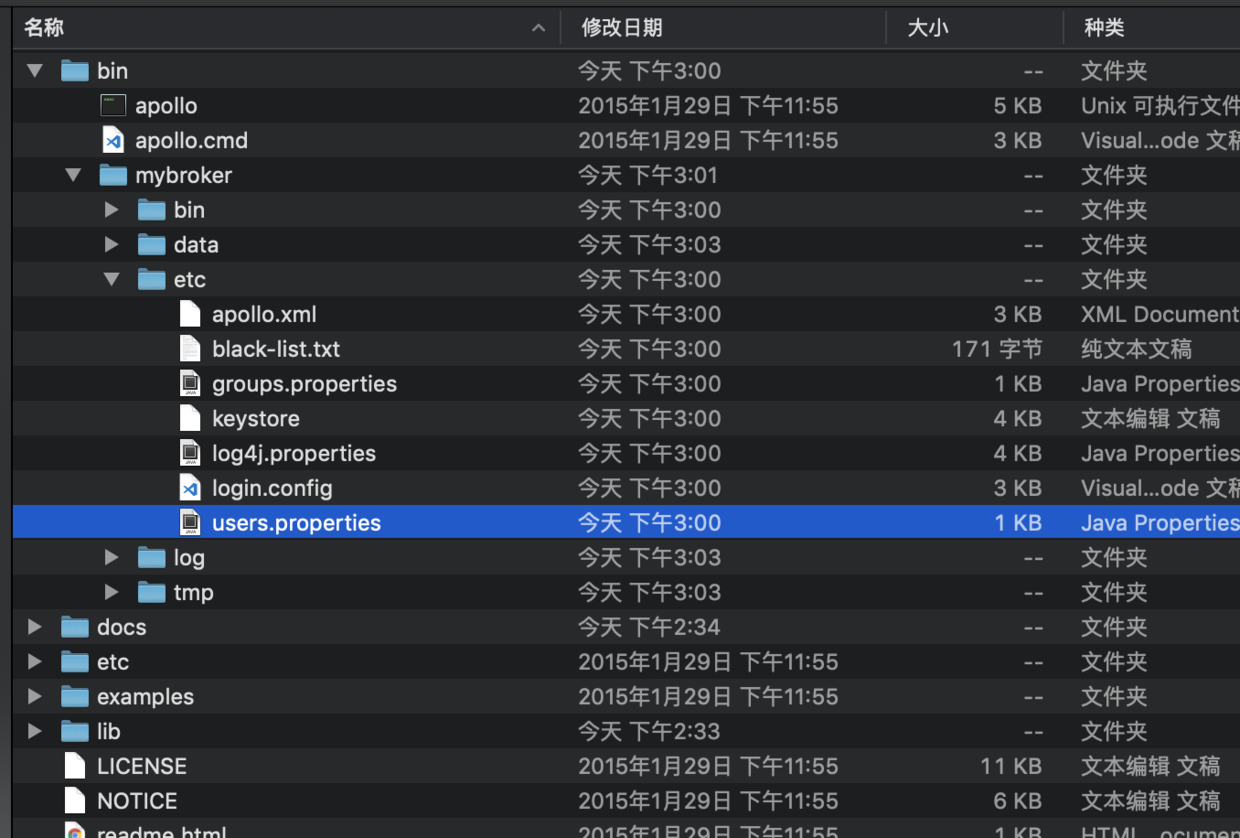 名称 修改日期 大小 种类
bin 今天 下午3:00 -- 文件夹
apollo 2015年1月29日 下午11:55 5 KB Unix 可执行文件
apollo.cmd 2015年1月29日 下午11:55 3 KB Visual...ode 文稿
mybroker 今天 下午3:01 -- 文件夹
bin 今天 下午3:00 -- 文件夹
data 今天 下午3:03 -- 文件夹
etc 今天 下午3:00 -- 文件夹
apollo.xml 今天 下午3:00 3 KB XML Document
black-list.txt 今天 下午3:00 171 字节 纯文本文稿
groups.properties 今天 下午3:00 1 KB Java Properties
keystore 今天 下午3:00 4 KB 文本编辑 文稿
log4j.properties 今天 下午3:00 4 KB Java Properties
login.config 今天 下午3:00 3 KB Visual...ode 文稿
users.properties 今天 下午3:00 1 KB Java Properties
log 今天 下午3:03 -- 文件夹
tmp 今天 下午3:03 -- 文件夹
docs 今天 下午2:34 -- 文件夹
etc 2015年1月29日 下午11:55 -- 文件夹
examples 2015年1月29日 下午11:55 -- 文件夹
lib 今天 下午2:33 -- 文件夹
LICENSE 2015年1月29日 下午11:55 11 KB 文本编辑 文稿
NOTICE 2015年1月29日 下午11:55 6 KB 文本编辑 文稿
readme.html 2015年1月29日 下午11:55 1 KB HTML...ocument